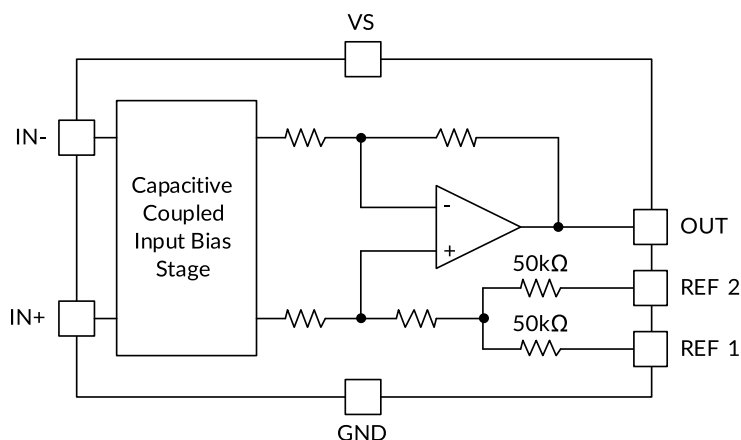 VS
IN-
Capacitive
Coupled
Input Bias
Stage
-
+
OUT
50kΩ
REF 2
IN+
50kΩ
REF 1
GND